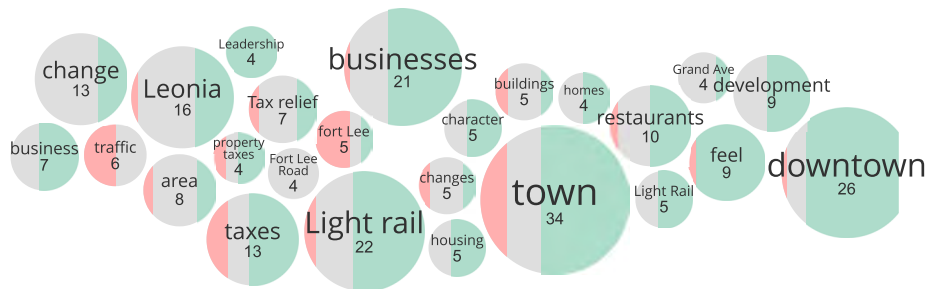 change
13
Leonia
16
Leadership
4
businesses
21
Tax relief
7
buildings
5
homes
4
Grand Ave
4
development
9
business
7
traffic
6
property
taxes
4
fort Lee
5
character
5
restaurants
10
area
8
Fort Lee
Road
4
changes
5
town
34
Light Rail
5
feel
9
downtown
26
taxes
13
Light rail
22
housing
5